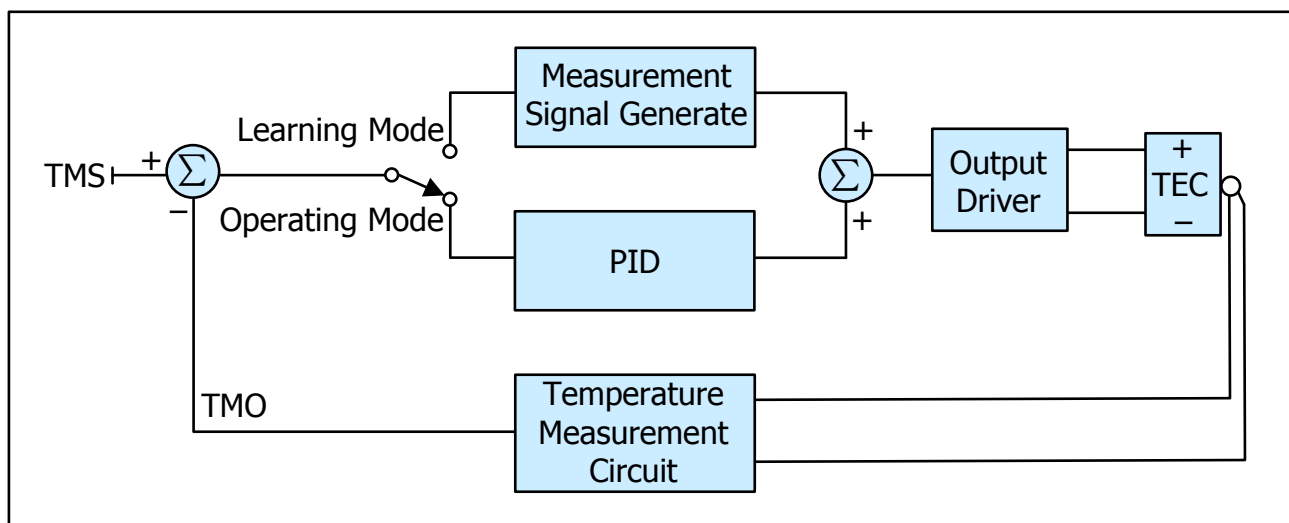 Measurement
Signal Generate
Learning Mode
+
TMS
+
Σ
−
Operating Mode
PID
Σ
+
Output
Driver
+
TEC
−
TMO
Temperature
Measurement
Circuit